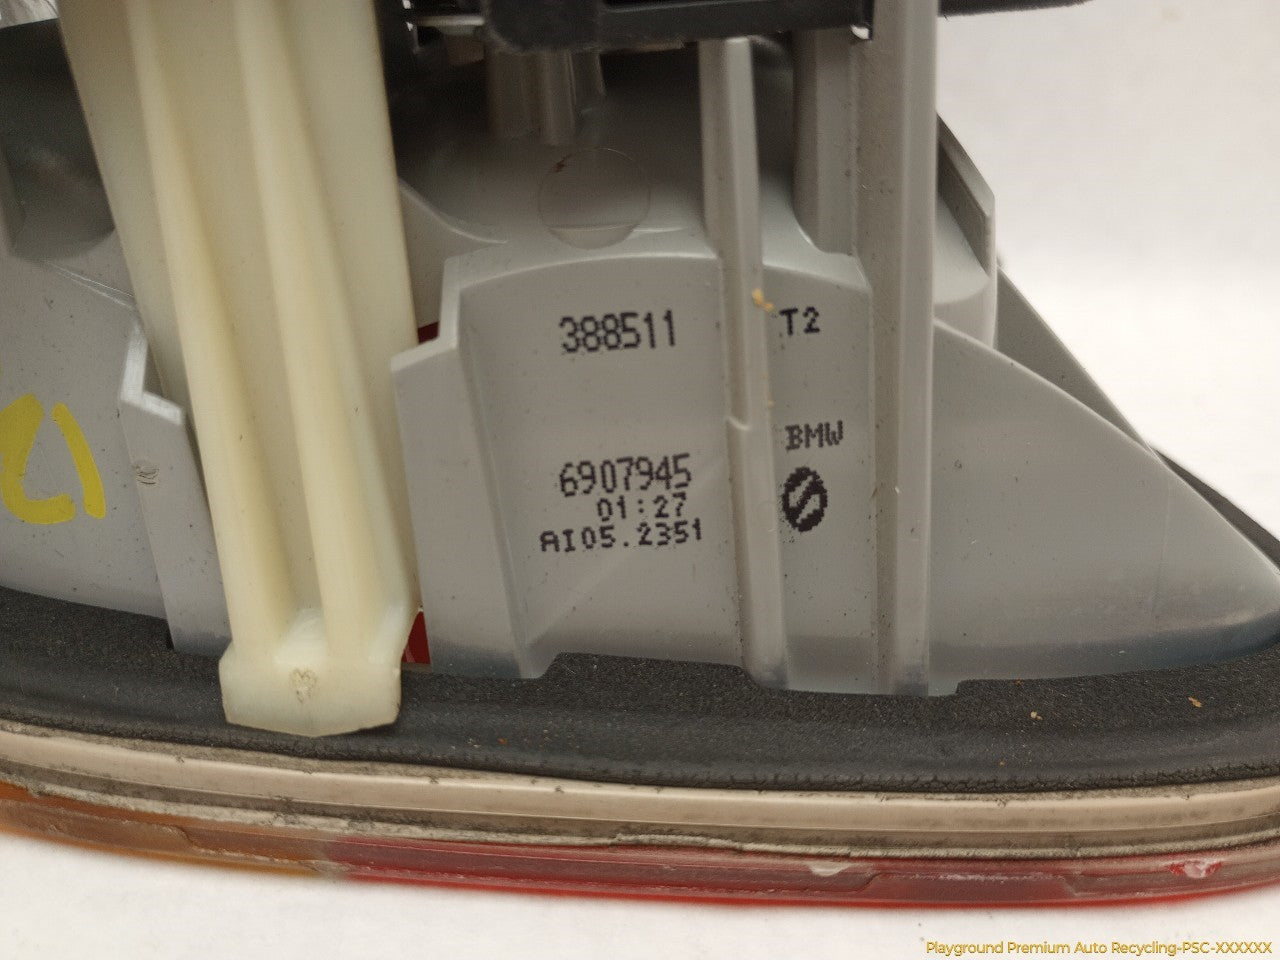 388511
T2
BMW
6907945
01:27
AI05.2351
Playground Premium Auto Recycling-PSC-XXXXXX